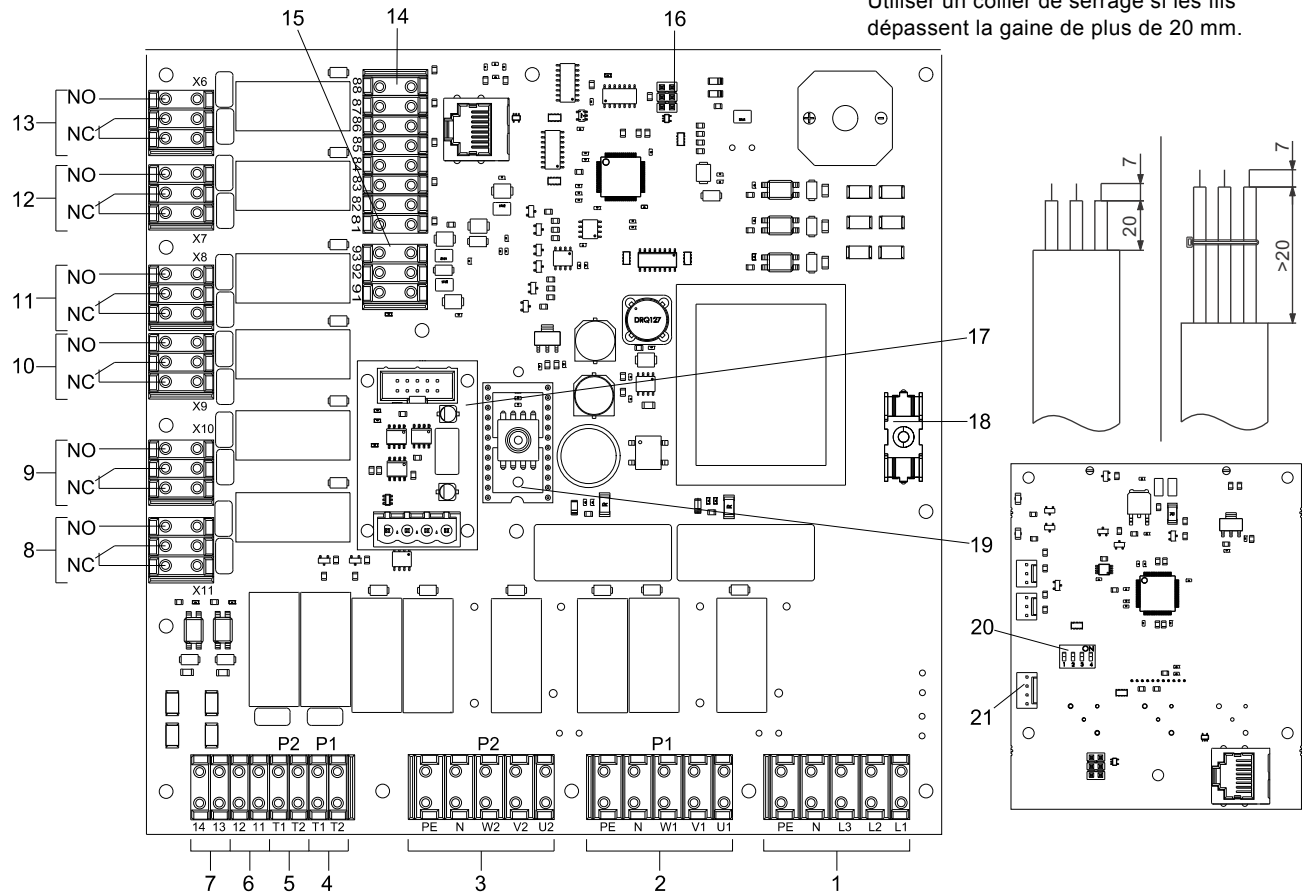 Utiliser un collier de serrage si les fils
dépassent la gaine de plus de 20 mm.
15 14 16
X6
13 NO
NC
12 NO
NC
X7
X8
11 NO
NC
10 NO
NC
X9
X10
9 NO
NC
8 NO
NC
X11
88 87 86 85 84 83 82 81
93 92 91
DRQ127
17
18
19
7
20
7
>20
20
ON
1 2 3 4
21
P2 P1
P2
P1
14 13 12 11 T1 T2 T1 T2
PE N W2 V2 U2
PE N W1 V1 U1
PE N L3 L2 L1
7 6 5 4
3
2
1